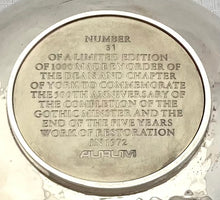 NUMBER
31
OF A LIMITED EDITION
OF 1000 MADE BY ORDER OF
THE DEAN AND CHAPTER
OF YORK TO COMMEMORATE
THE 500TH ANNIVERSARY OF
THE COMPLETION OF THE
GOTHIC MINSTER AND THE
END OF THE FIVE YEARS
WORK OF RESTORATION
IN 1972
AURUM